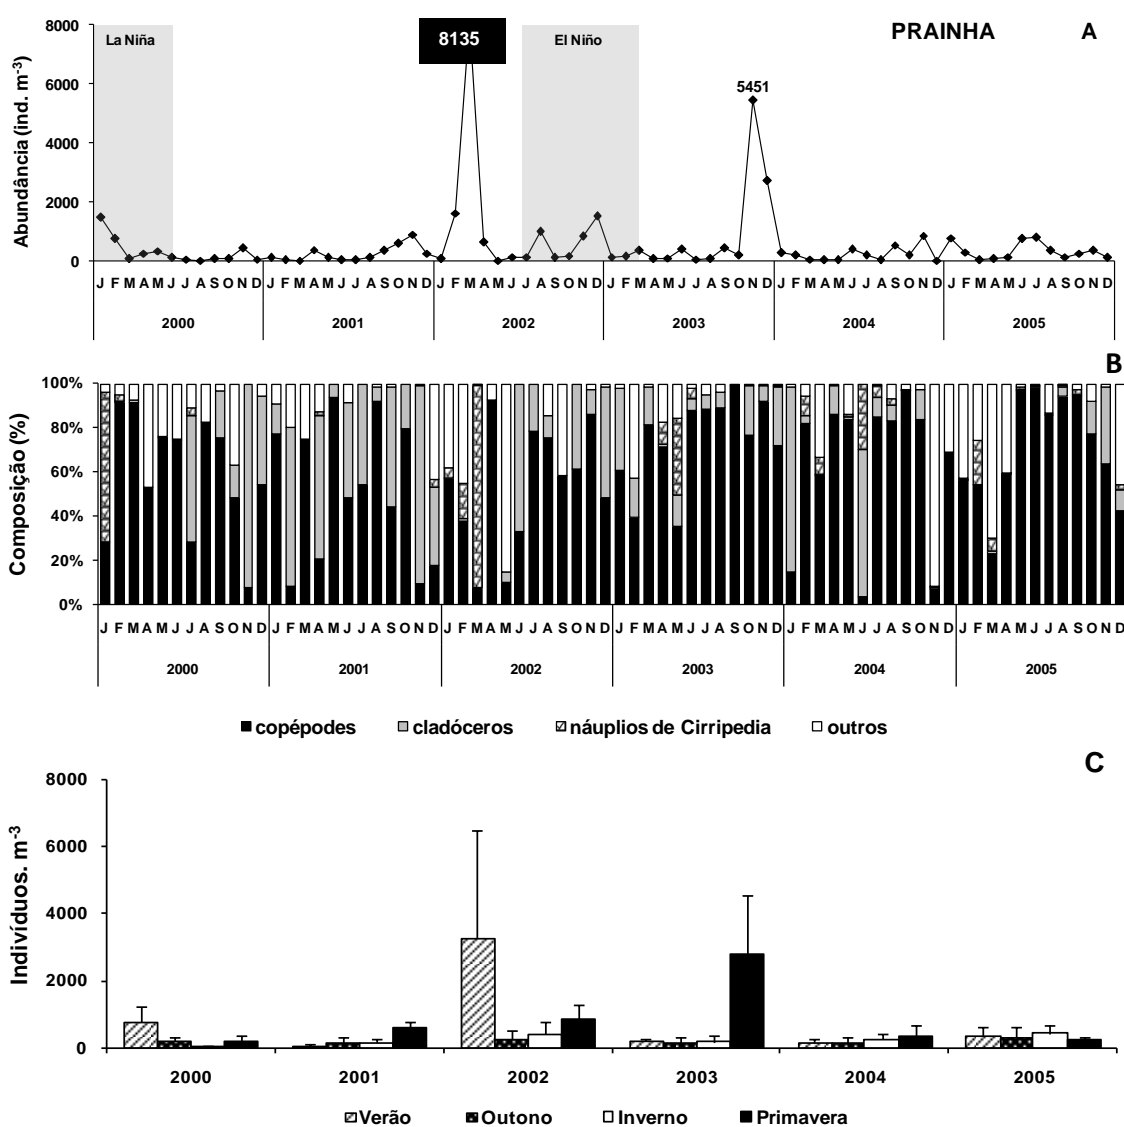 PRAINHA A
Abundância (ind. m-3)
8000
6000
4000
2000
0
La Niña
8135
El Niño
5451
J F M A M J J A S O N D J F M A M J J A S O N D J F M A M J J A S O N D J F M A M J J A S O N D J F M A M J J A S O N D J F M A M J J A S O N D
2000 2001 2002 2003 2004 2005
B
Composição (%)
100%
80%
60%
40%
20%
0%
J F M A M J J A S O N D J F M A M J J A S O N D J F M A M J J A S O N D J F M A M J J A S O N D J F M A M J J A S O N D J F M A M J J A S O N D
2000 2001 2002 2003 2004 2005
copépodes cladóceros náuplios de Cirripedia outros
C
Indivíduos. m-3
8000
6000
4000
2000
0
2000 2001 2002 2003 2004 2005
Verão Outono Inverno Primavera